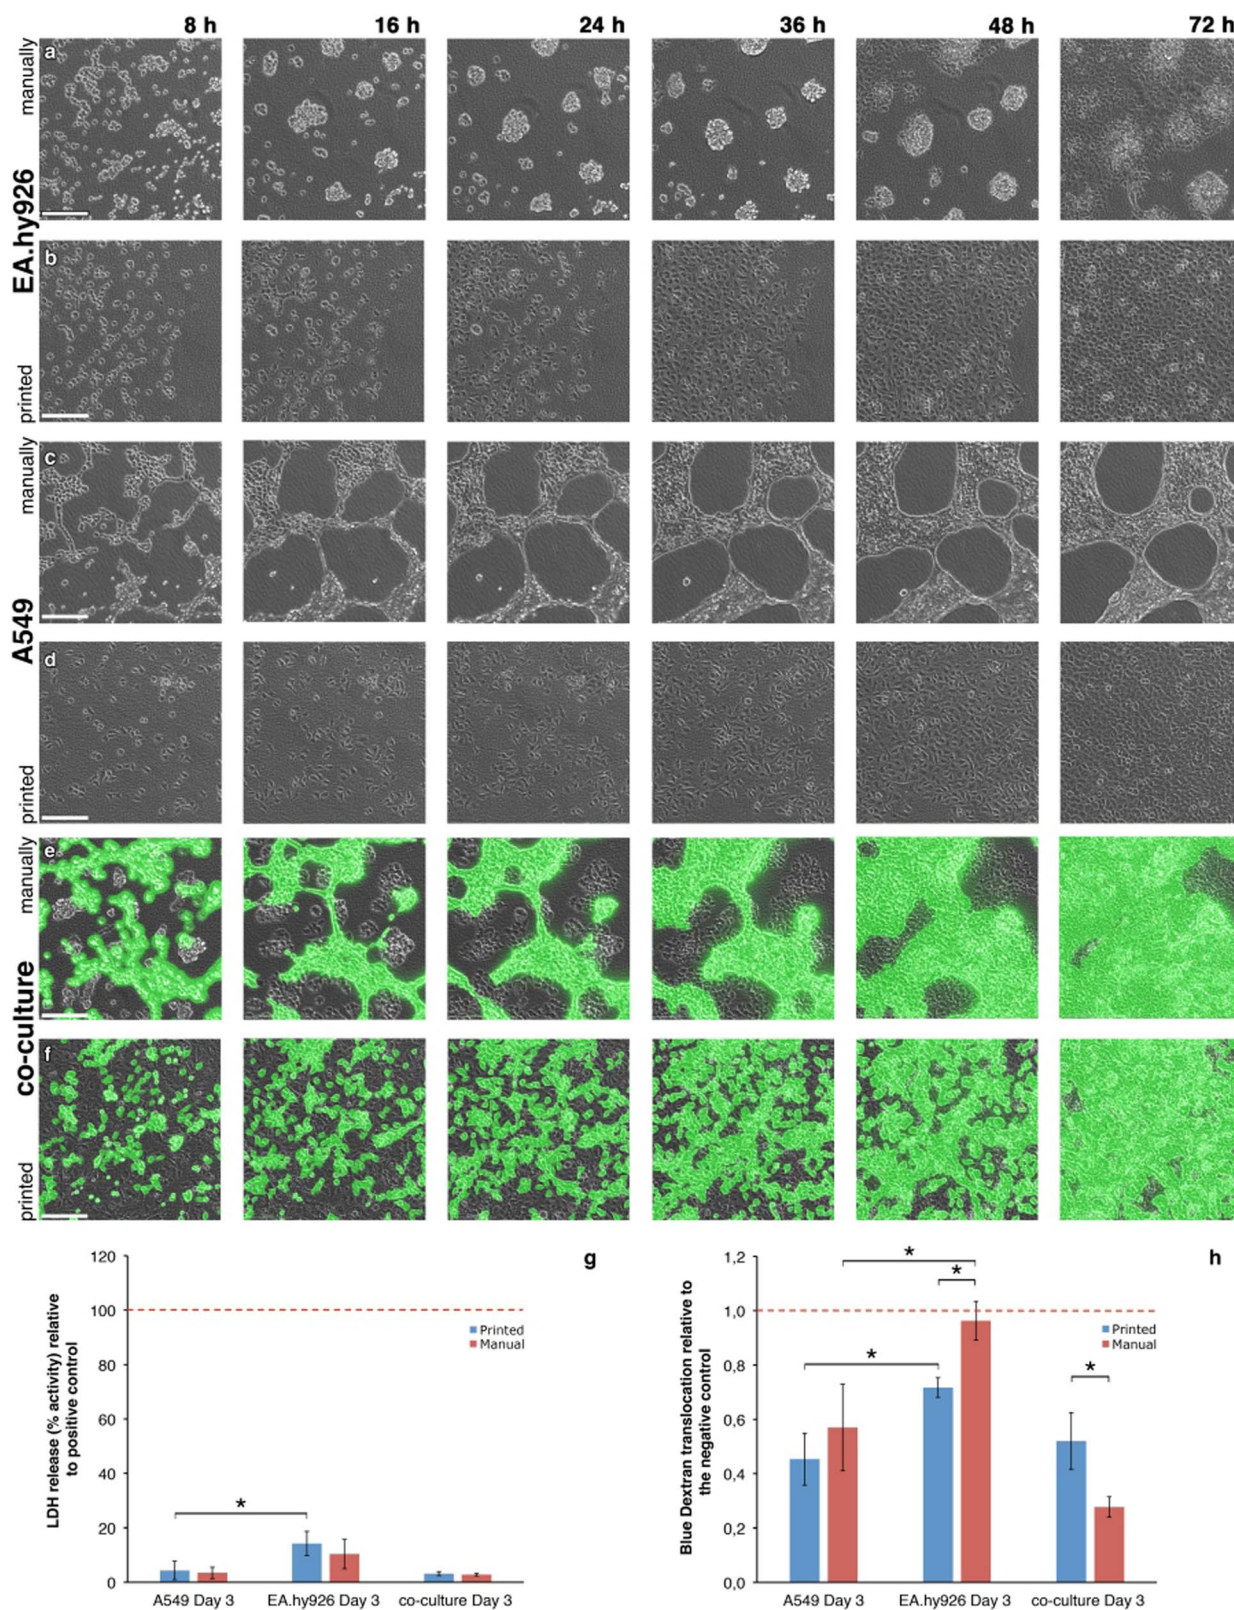 8 h 16 h 24 h 36 h 48 h 72 h
EA.hy926
manually
a
b
printed
A549
manually
c
d
printed
co-culture
manually
e
f
printed
g
LDH release (% activity) relative
to positive control
120
100
80
60
40
20
0
Printed
Manual
*
A549 Day 3 EA.hy926 Day 3 co-culture Day 3
h
Blue Dextran translocation relative to
the negative control
1,2
1,0
0,8
0,6
0,4
0,2
0,0
Printed
Manual
*
*
*
*
A549 Day 3 EA.hy926 Day 3 co-culture Day 3